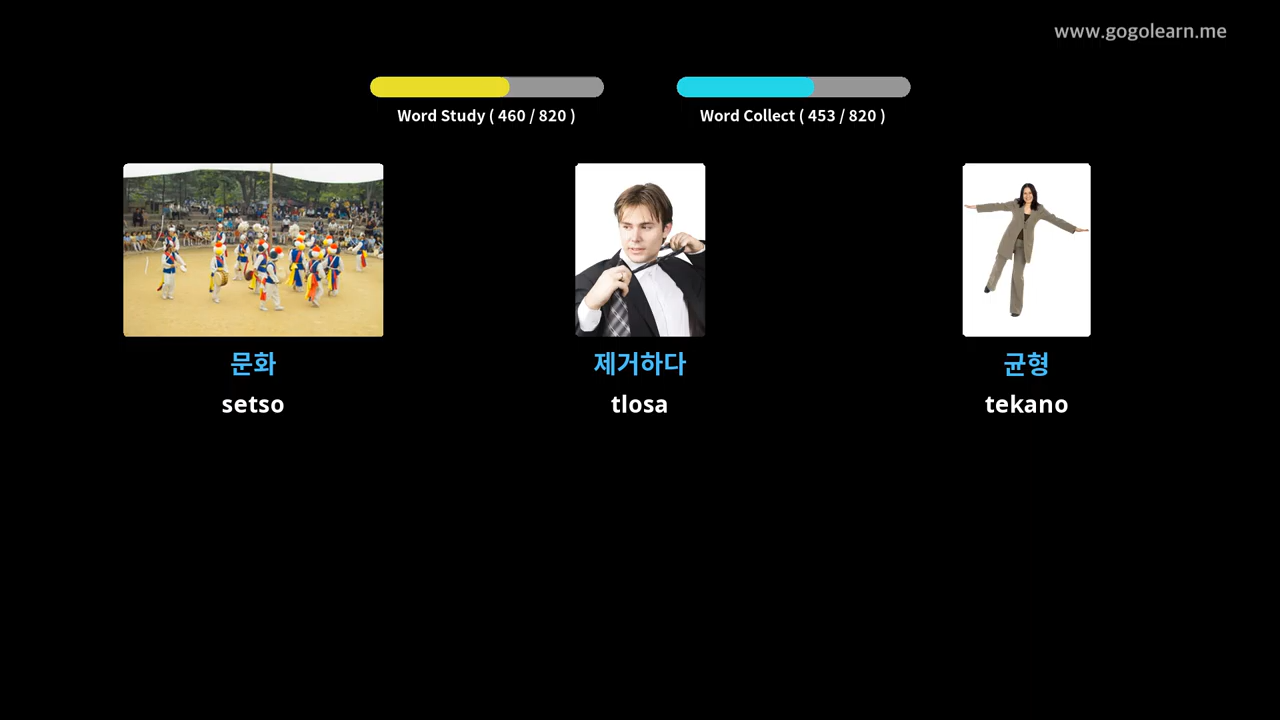 www.gogolearn.me
Word Study ( 460 / 820 )
Word Collect ( 453 / 820 )
문화
setso
제거하다
tlosa
균형
tekano